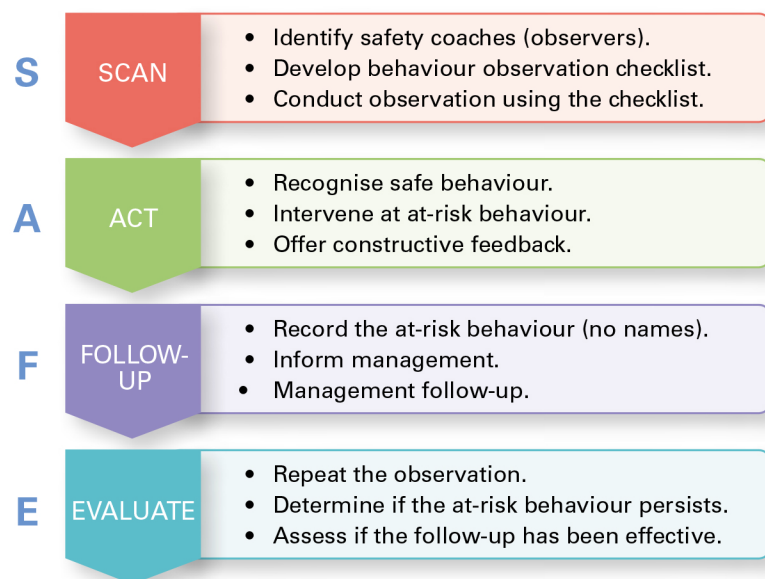 S
SCAN
• Identify safety coaches (observers).
• Develop behaviour observation checklist.
• Conduct observation using the checklist.
A
ACT
• Recognise safe behaviour.
• Intervene at at-risk behaviour.
• Offer constructive feedback.
F
FOLLOW-
UP
• Record the at-risk behaviour (no names).
• Inform management.
• Management follow-up.
E
EVALUATE
• Repeat the observation.
• Determine if the at-risk behaviour persists.
• Assess if the follow-up has been effective.